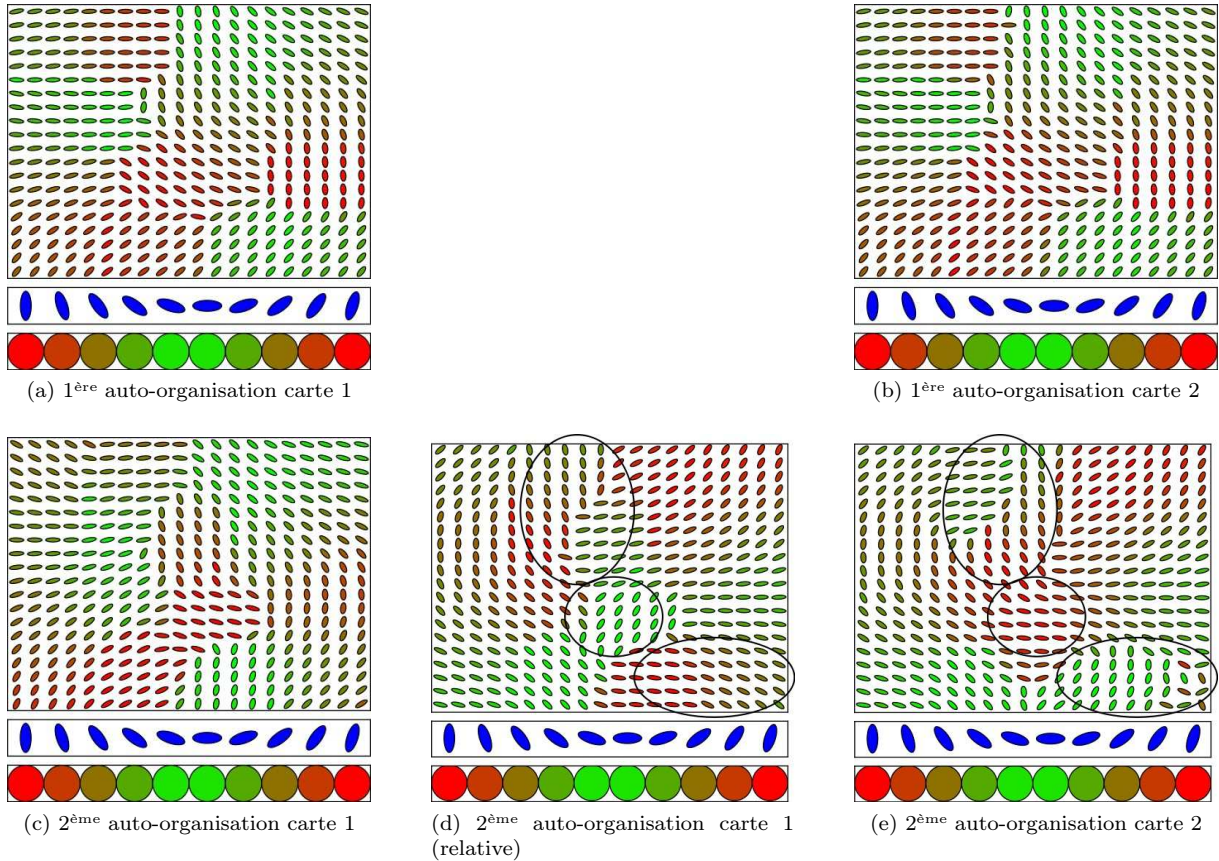 (a) 1ère auto-organisation carte 1
(b) 1ère auto-organisation carte 2
(c) 2ème auto-organisation carte 1
(d) 2ème auto-organisation carte 1
(relative)
(e) 2ème auto-organisation carte 2